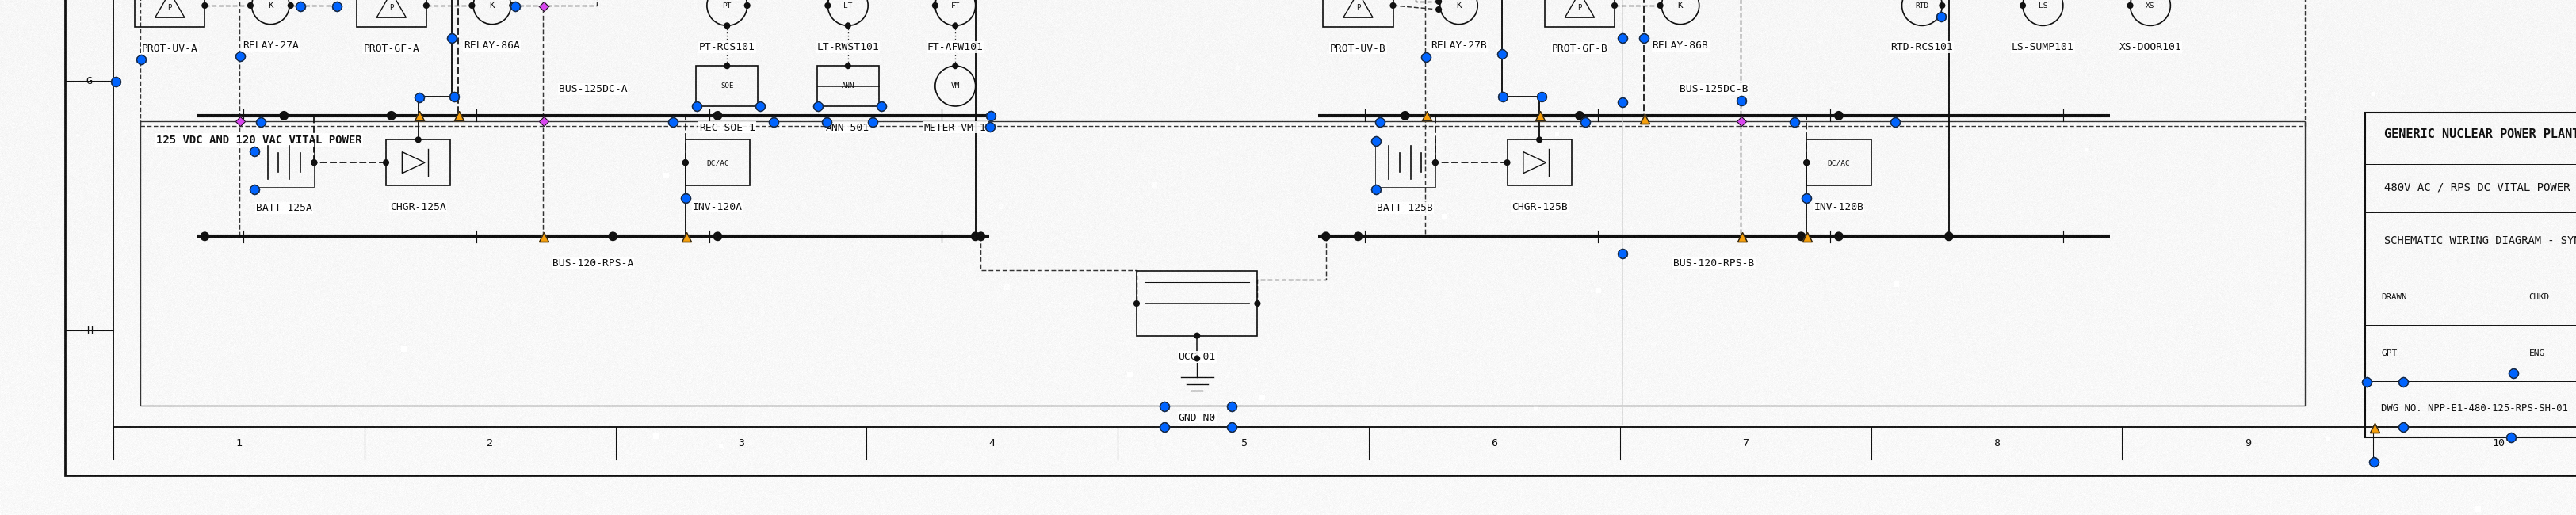 P K P K PT LT FT P K P K RTD LS XS
PROT-UV-A RELAY-27A PROT-GF-A RELAY-86A PT-RCS101 LT-RWST101 FT-AFW101 PROT-UV-B RELAY-27B PROT-GF-B RELAY-86B RTD-RCS101 LS-SUMP101 XS-DOOR101
G BUS-125DC-A SOE ANN VM BUS-125DC-B
REC-SOE-1 ANN-501 METER-VM-1
125 VDC AND 120 VAC VITAL POWER
DC/AC DC/AC
BATT-125A CHGR-125A INV-120A BATT-125B CHGR-125B INV-120B
BUS-120-RPS-A BUS-120-RPS-B
H
GND-N0
1 2 3 4 5 6 7 8 9 10
GENERIC NUCLEAR POWER PLANT
480V AC / RPS DC VITAL POWER
SCHEMATIC WIRING DIAGRAM - SY
DRAWN CHKD
GPT ENG
DWG NO. NPP-E1-480-125-RPS-SH-01